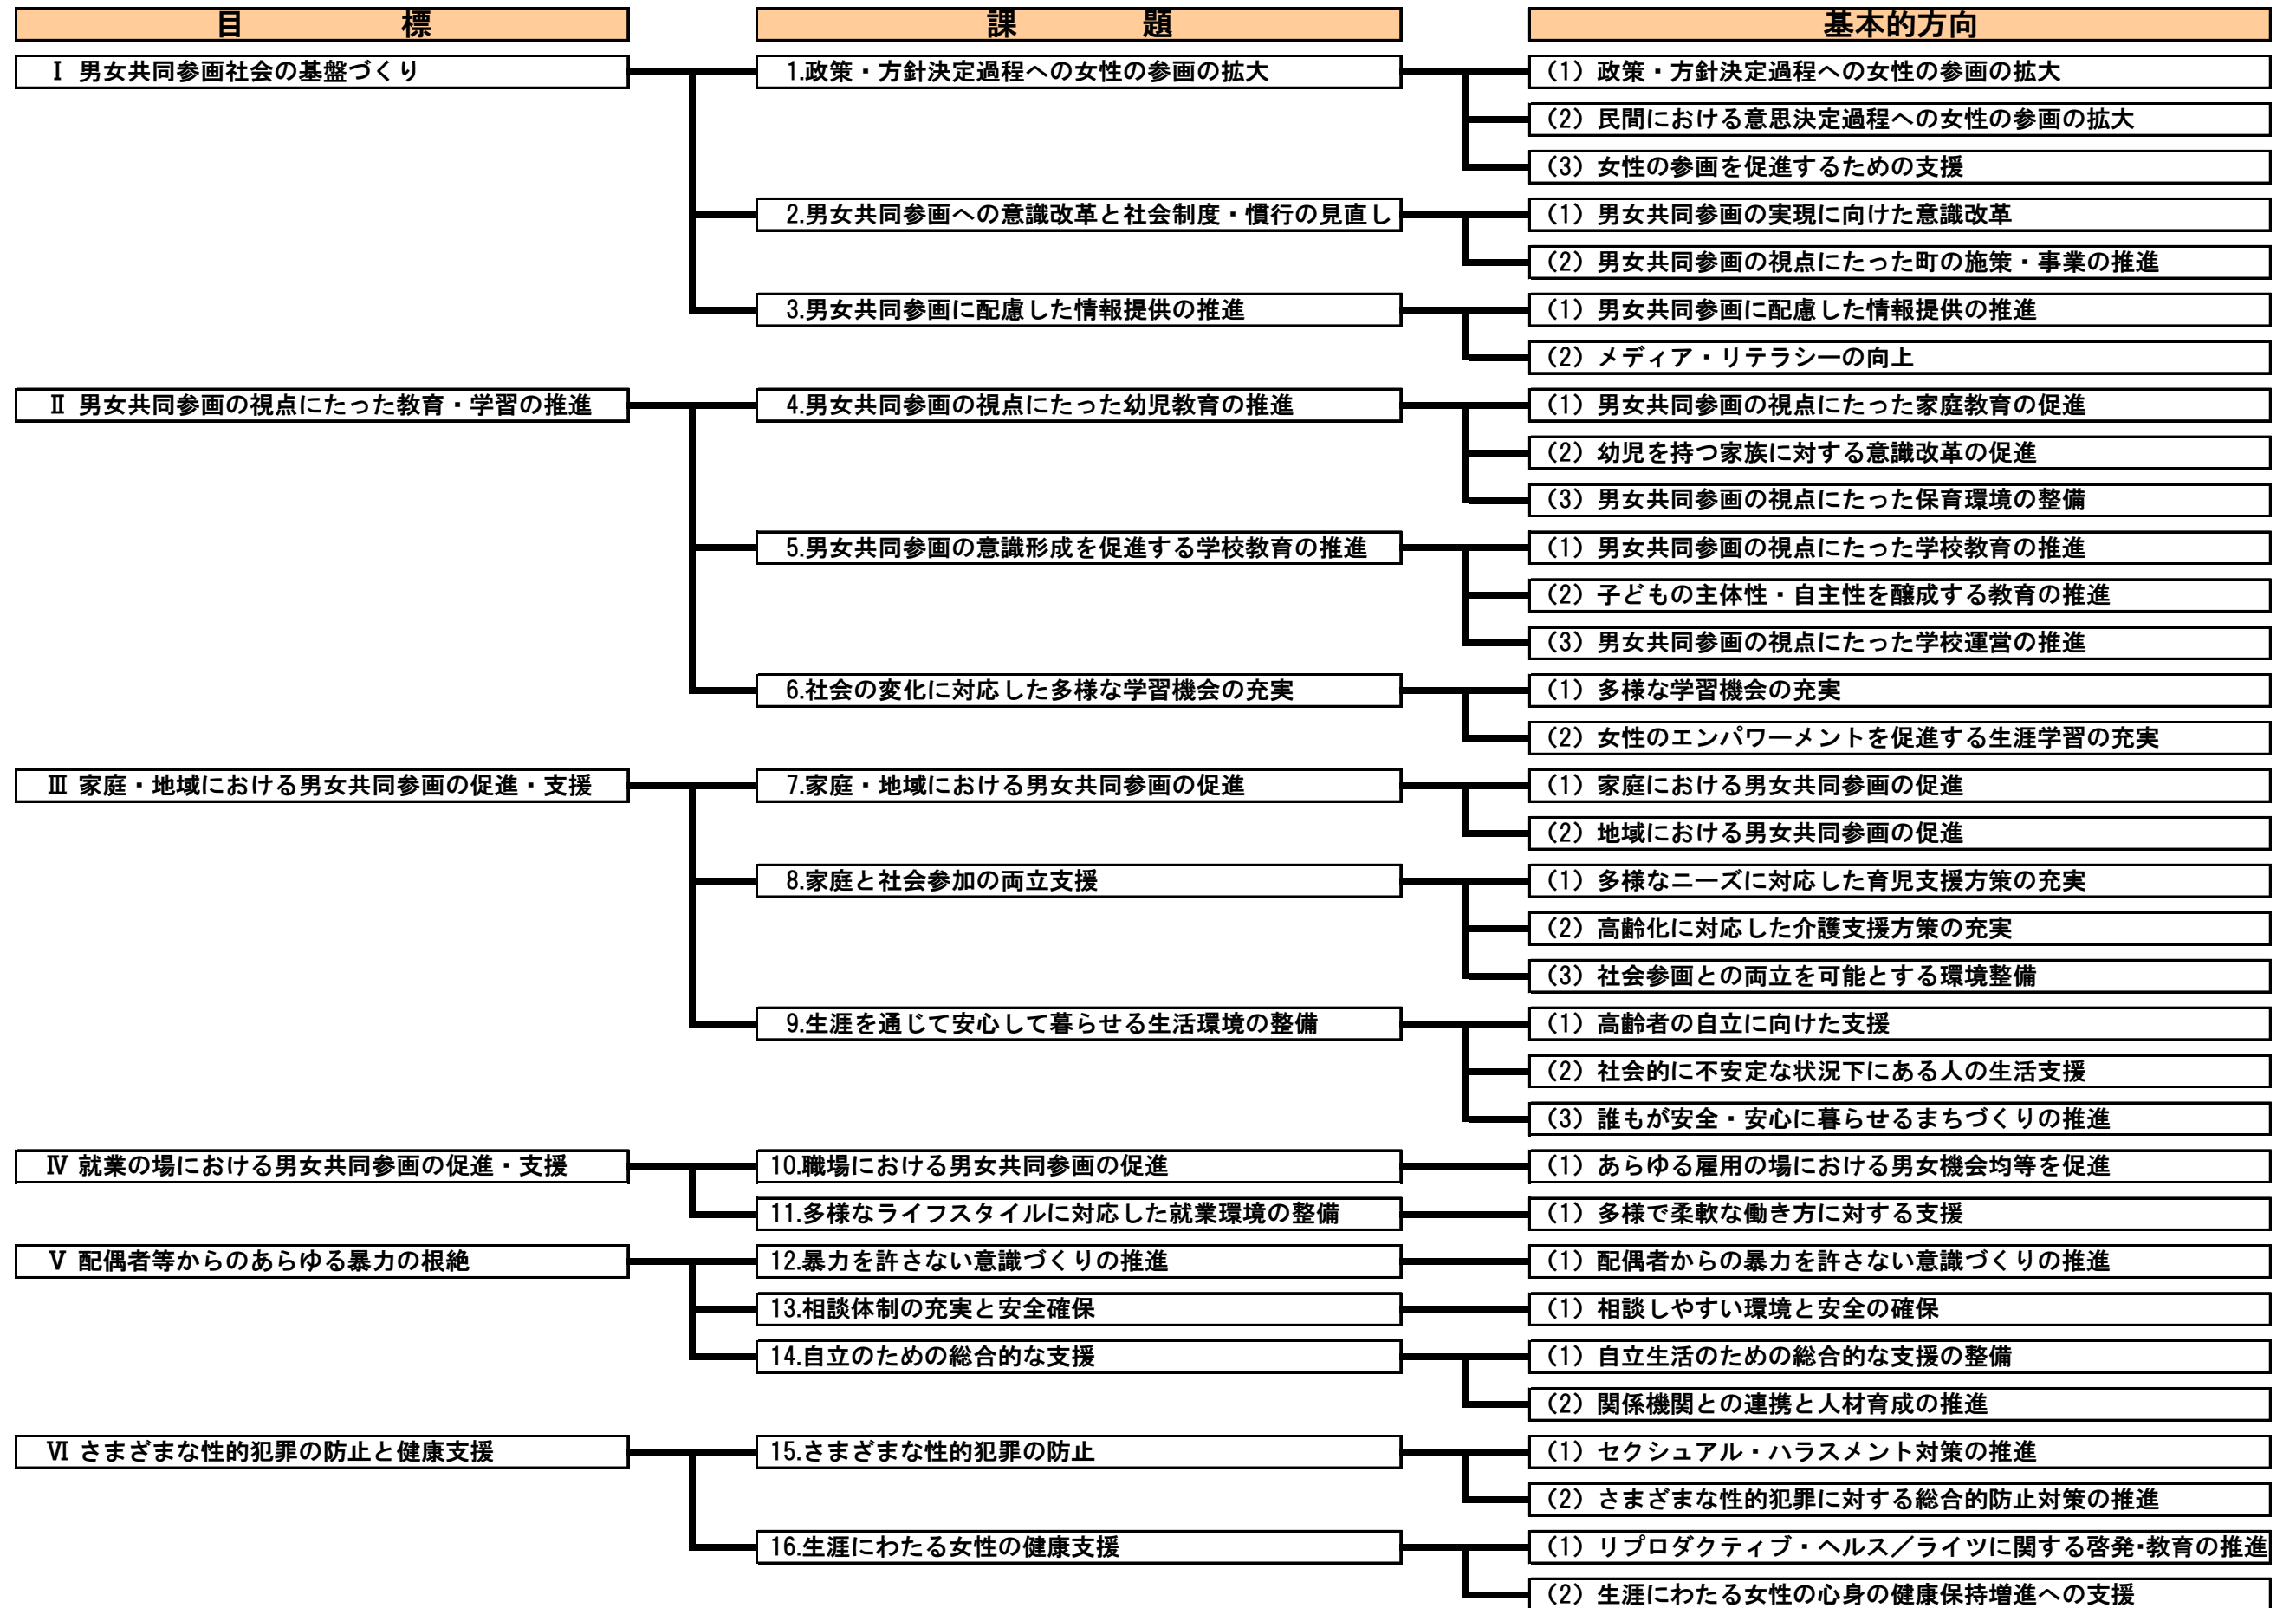 目　標　課　題　基本的方向
Ⅰ 男女共同参画社会の基盤づくり　1.政策・方針決定過程への女性の参画の拡大　（1）政策・方針決定過程への女性の参画の拡大
（2）民間における意思決定過程への女性の参画の拡大
（3）女性の参画を促進するための支援
2.男女共同参画への意識改革と社会制度・慣行の見直し　（1）男女共同参画の実現に向けた意識改革
（2）男女共同参画の視点にたった町の施策・事業の推進
3.男女共同参画に配慮した情報提供の推進　（1）男女共同参画に配慮した情報提供の推進
（2）メディア・リテラシーの向上
Ⅱ 男女共同参画の視点にたった教育・学習の推進　4.男女共同参画の視点にたった幼児教育の推進　（1）男女共同参画の視点にたった家庭教育の促進
（2）幼児を持つ家族に対する意識改革の促進
（3）男女共同参画の視点にたった保育環境の整備
5.男女共同参画の意識形成を促進する学校教育の推進　（1）男女共同参画の視点にたった学校教育の推進
（2）子どもの主体性・自主性を醸成する教育の推進
（3）男女共同参画の視点にたった学校運営の推進
6.社会の変化に対応した多様な学習機会の充実　（1）多様な学習機会の充実
（2）女性のエンパワーメントを促進する生涯学習の充実
Ⅲ 家庭・地域における男女共同参画の促進・支援　7.家庭・地域における男女共同参画の促進　（1）家庭における男女共同参画の促進
（2）地域における男女共同参画の促進
8.家庭と社会参加の両立支援　（1）多様なニーズに対応した育児支援方策の充実
（2）高齢化に対応した介護支援方策の充実
（3）社会参画との両立を可能とする環境整備
9.生涯を通じて安心して暮らせる生活環境の整備　（1）高齢者の自立に向けた支援
（2）社会的に不安定な状況下にある人の生活支援
（3）誰もが安全・安心に暮らせるまちづくりの推進
Ⅳ 就業の場における男女共同参画の促進・支援　10.職場における男女共同参画の促進　（1）あらゆる雇用の場における男女機会均等を促進
11.多様なライフスタイルに対応した就業環境の整備　（1）多様で柔軟な働き方に対する支援
Ⅴ 配偶者等からのあらゆる暴力の根絶　12.暴力を許さない意識づくりの推進　（1）配偶者からの暴力を許さない意識づくりの推進
13.相談体制の充実と安全確保　（1）相談しやすい環境と安全の確保
14.自立のための総合的な支援　（1）自立生活のための総合的な支援の整備
（2）関係機関との連携と人材育成の推進
Ⅵ さまざまな性的犯罪の防止と健康支援　15.さまざまな性的犯罪の防止　（1）セクシュアル・ハラスメント対策の推進
（2）さまざまな性的犯罪に対する総合的防止対策の推進
16.生涯にわたる女性の健康支援　（1）リプロダクティブ・ヘルス／ライツに関する啓発・教育の推進
（2）生涯にわたる女性の心身の健康保持増進への支援